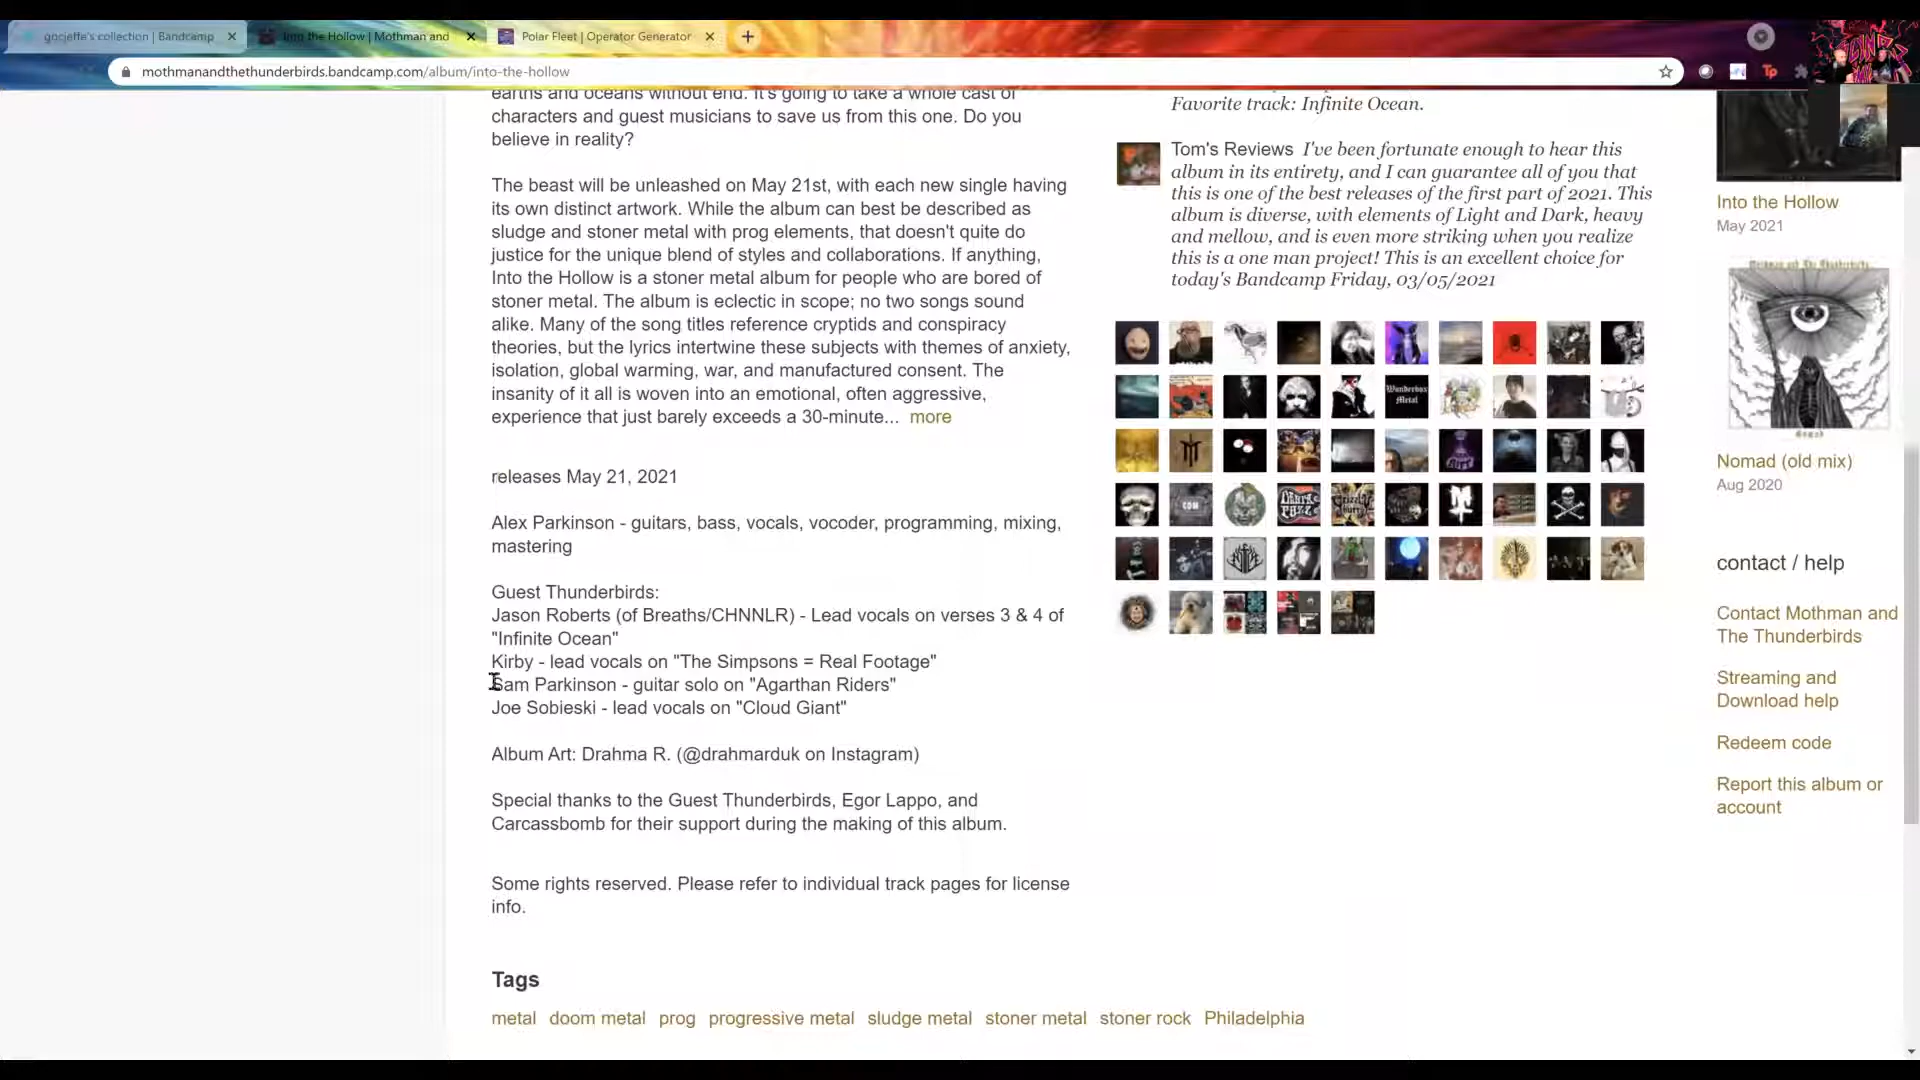 gocjeffe's collection | Bandcamp
Into the Hollow | Mothman and
Polar Fleet | Operator Generator
mothmanandthethunderbirds.bandcamp.com/album/into-the-hollow
earths and oceans without end. It's going to take a whole cast of
characters and guest musicians to save us from this one. Do you
believe in reality?
The beast will be unleashed on May 21st, with each new single having
its own distinct artwork. While the album can best be described as
sludge and stoner metal with prog elements, that doesn't quite do
justice for the unique blend of styles and collaborations. If anything,
Into the Hollow is a stoner metal album for people who are bored of
stoner metal. The album is eclectic in scope; no two songs sound
alike. Many of the song titles reference cryptids and conspiracy
theories, but the lyrics intertwine these subjects with themes of anxiety,
isolation, global warming, war, and manufactured consent. The
insanity of it all is woven into an emotional, often aggressive,
experience that just barely exceeds a 30-minute... more
releases May 21, 2021
Alex Parkinson - guitars, bass, vocals, vocoder, programming, mixing,
mastering
Guest Thunderbirds:
Jason Roberts (of Breaths/CHNNLR) - Lead vocals on verses 3 & 4 of
"Infinite Ocean"
Kirby - lead vocals on "The Simpsons = Real Footage"
Sam Parkinson - guitar solo on "Agarthan Riders"
Joe Sobieski - lead vocals on "Cloud Giant"
Album Art: Drahma R. (@drahmarduk on Instagram)
Special thanks to the Guest Thunderbirds, Egor Lappo, and
Carcassbomb for their support during the making of this album.
Some rights reserved. Please refer to individual track pages for license
info.
Tags
metal doom metal prog progressive metal sludge metal stoner metal stoner rock Philadelphia
Favorite track: Infinite Ocean.
Tom's Reviews I've been fortunate enough to hear this
album in its entirety, and I can guarantee all of you that
this is one of the best releases of the first part of 2021. This
album is diverse, with elements of Light and Dark, heavy
and mellow, and is even more striking when you realize
this is a one man project! This is an excellent choice for
today's Bandcamp Friday, 03/05/2021
Wonderbox
Metal
Into the Hollow
May 2021
Nomad (old mix)
Aug 2020
contact / help
Contact Mothman and
The Thunderbirds
Streaming and
Download help
Redeem code
Report this album or
account
Tp